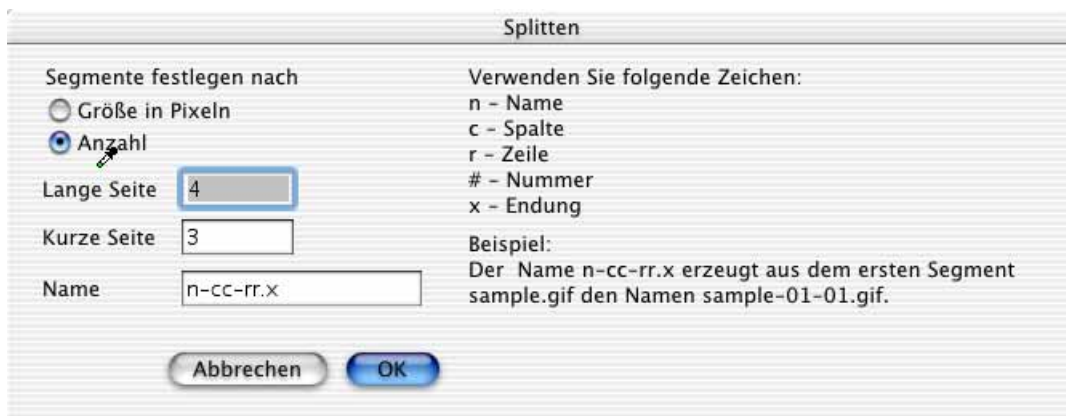 Splitten
Segmente festlegen nach
Größe in Pixeln
Anzahl
Lange Seite 4
Kurze Seite 3
Name n-cc-rr.x
Verwenden Sie folgende Zeichen:
n - Name
c - Spalte
r - Zeile
# - Nummer
x - Endung
Beispiel:
Der Name n-cc-rr.x erzeugt aus dem ersten Segment
sample.gif den Namen sample-01-01.gif.
Abbrechen OK